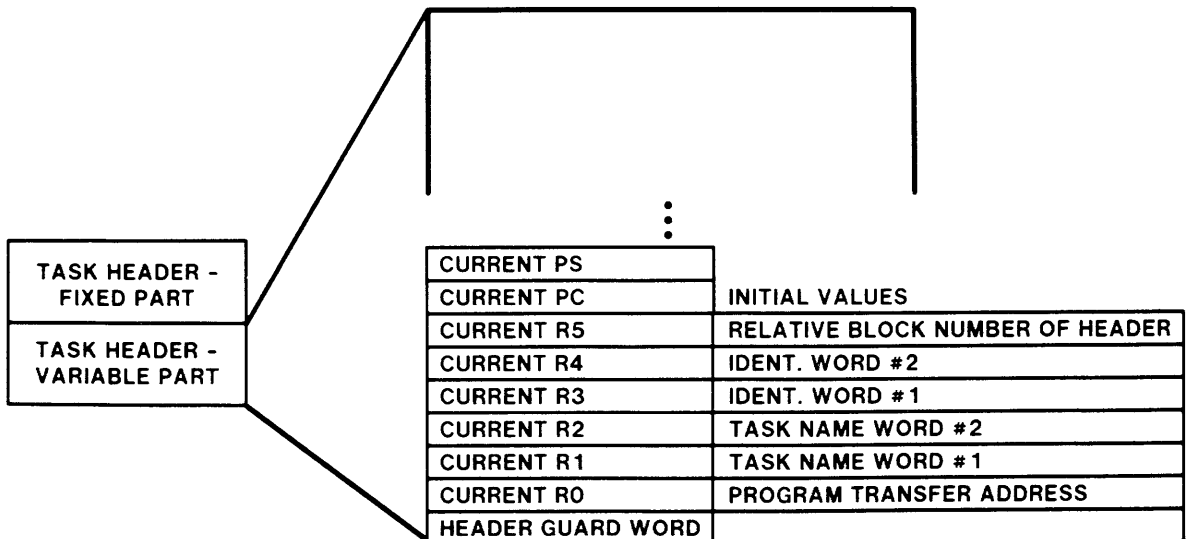 TASK HEADER -
FIXED PART
TASK HEADER -
VARIABLE PART
CURRENT PS
CURRENT PC INITIAL VALUES
CURRENT R5 RELATIVE BLOCK NUMBER OF HEADER
CURRENT R4 IDENT. WORD #2
CURRENT R3 IDENT. WORD #1
CURRENT R2 TASK NAME WORD #2
CURRENT R1 TASK NAME WORD #1
CURRENT R0 PROGRAM TRANSFER ADDRESS
HEADER GUARD WORD